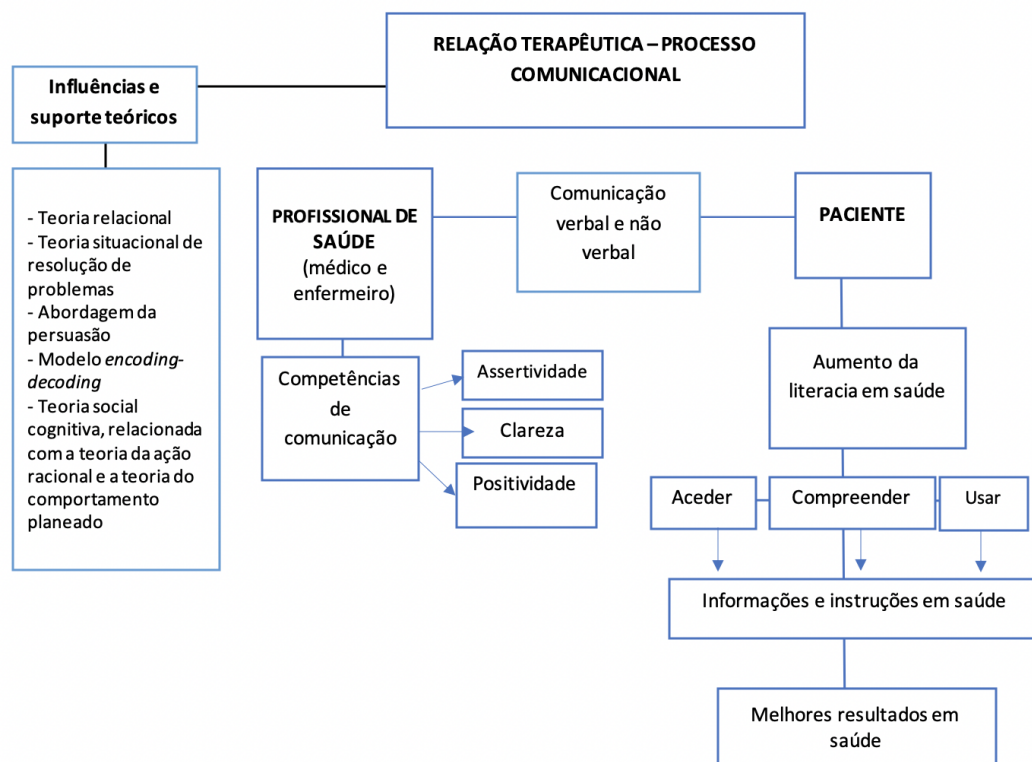 RELAÇÃO TERAPÊUTICA – PROCESSO
COMUNICACIONAL
Influências e
suporte teóricos
- Teoria relacional
- Teoria situacional de
resolução de
problemas
- Abordagem da
persuasão
- Modelo encoding-
decoding
- Teoria social
cognitiva, relacionada
com a teoria da ação
racional e a teoria do
comportamento
planeado
PROFISSIONAL DE
SAÚDE
(médico e
enfermeiro)
Comunicação
verbal e não
verbal
PACIENTE
Competências
de
comunicação
Assertividade
Clareza
Positividade
Aumento da
literacia em saúde
Aceder
Compreender
Usar
Informações e instruções em saúde
Melhores resultados em
saúde